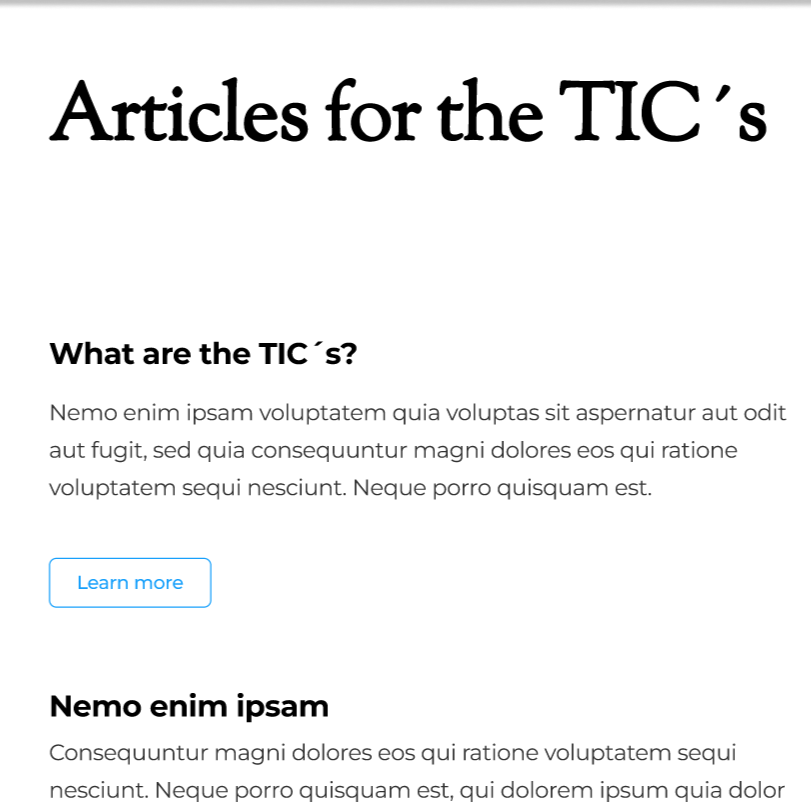 Articles for the TIC´s
What are the TIC´s?
Nemo enim ipsam voluptatem quia voluptas sit aspernatur aut odit
aut fugit, sed quia consequuntur magni dolores eos qui ratione
voluptatem sequi nesciunt. Neque porro quisquam est.
Learn more
Nemo enim ipsam
Consequuntur magni dolores eos qui ratione voluptatem sequi
nesciunt. Neque porro quisquam est, qui dolorem ipsum quia dolor